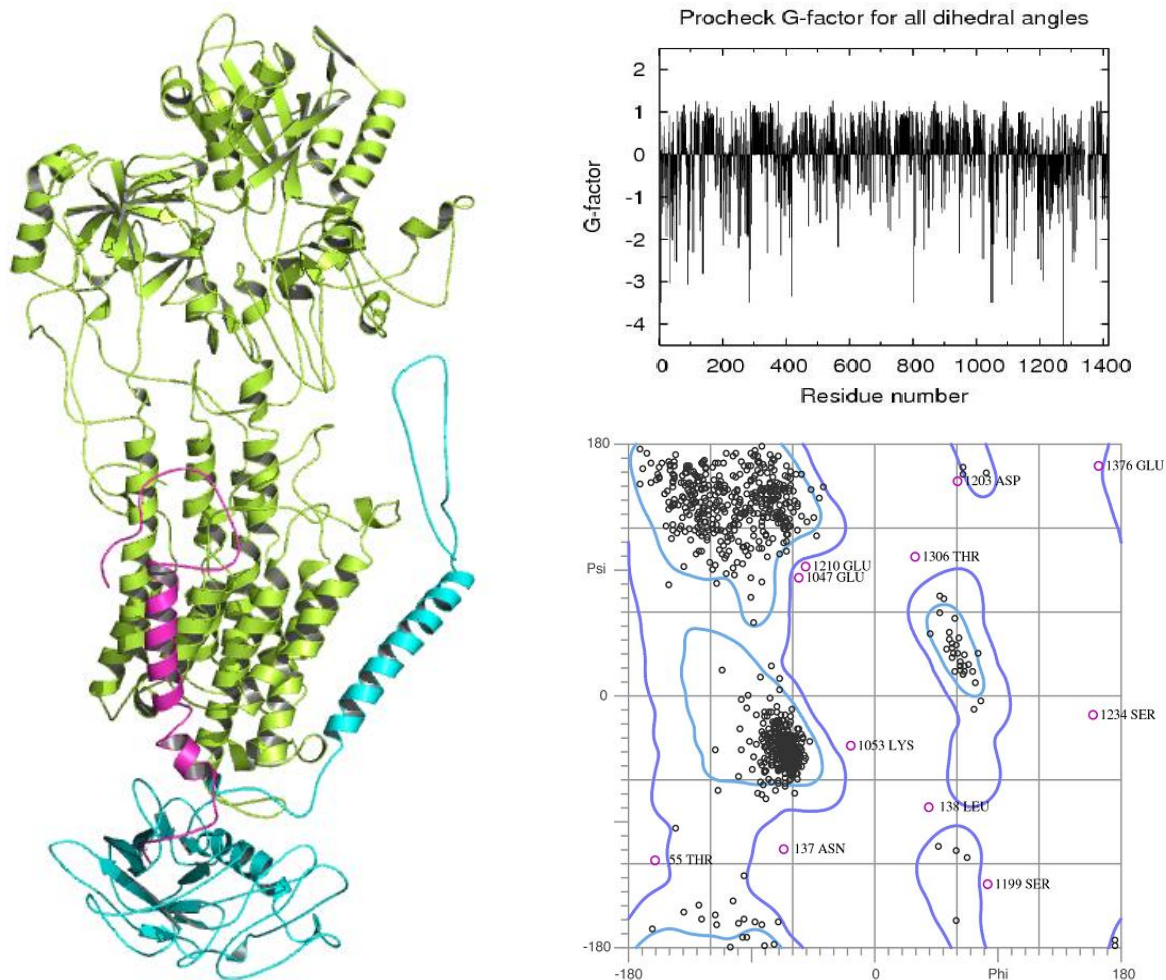 Procheck G-factor for all dihedral angles
2
1
0
-1
-2
-3
-4
G-factor
0 200 400 600 800 1000 1200 1400
Residue number
180
Psi
0
-180
1376 GLU
1203 ASP
1306 THR
1210 GLU
1047 GLU
1234 SER
1053 LYS
138 LEU
137 ASN
55 THR
1199 SER
-180 0 Phi 180